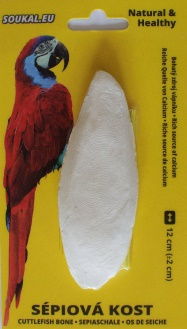 SOUKAL.EU
Natural &
Healthy
Bohatý zdroj vápníku • Rich source of calcium
Reiche Quelle von Calcium • Riche source de calcium
12 cm (±2 cm)
SÉPIOVÁ KOST
CUTTLEFISH BONE • SEPIASCHALE • OS DE SEICHE